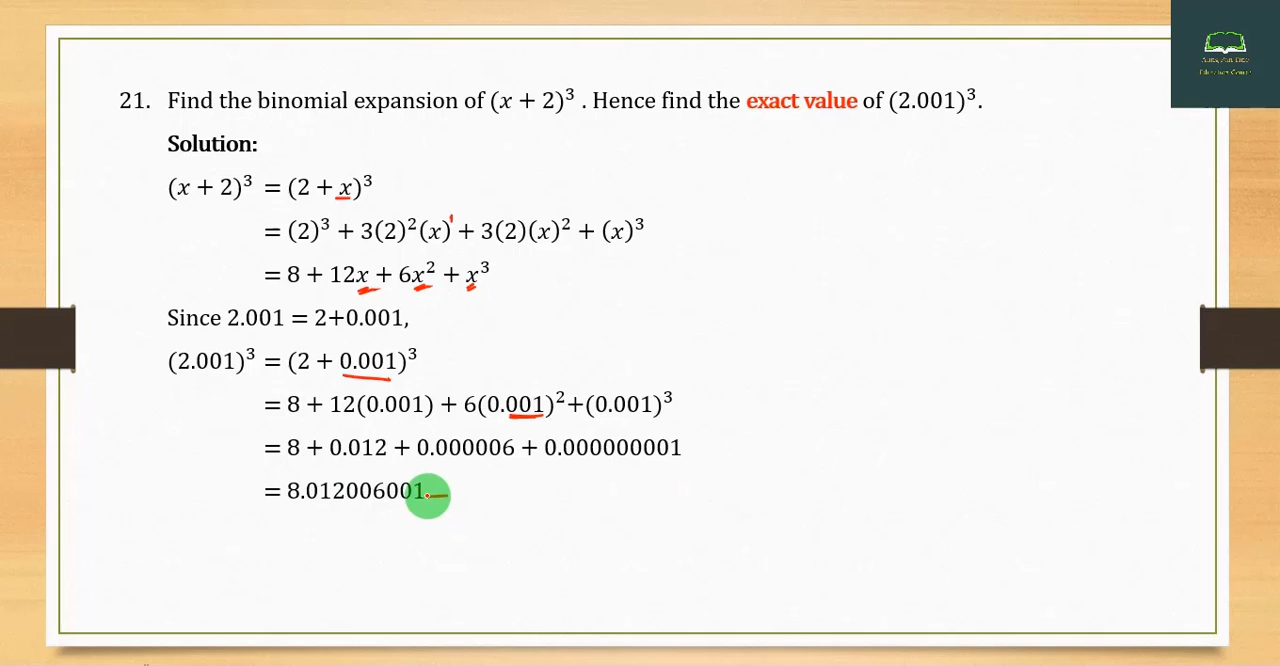 21. Find the binomial expansion of (x + 2)³ . Hence find the exact value of (2.001)³.
Solution:
(x + 2)³ = (2 + x)³
= (2)³ + 3(2)²(x)¹ + 3(2)(x)² + (x)³
= 8 + 12x + 6x² + x³
Since 2.001 = 2+0.001,
(2.001)³ = (2 + 0.001)³
= 8 + 12(0.001) + 6(0.001)²+(0.001)³
= 8 + 0.012 + 0.000006 + 0.000000001
= 8.012006001